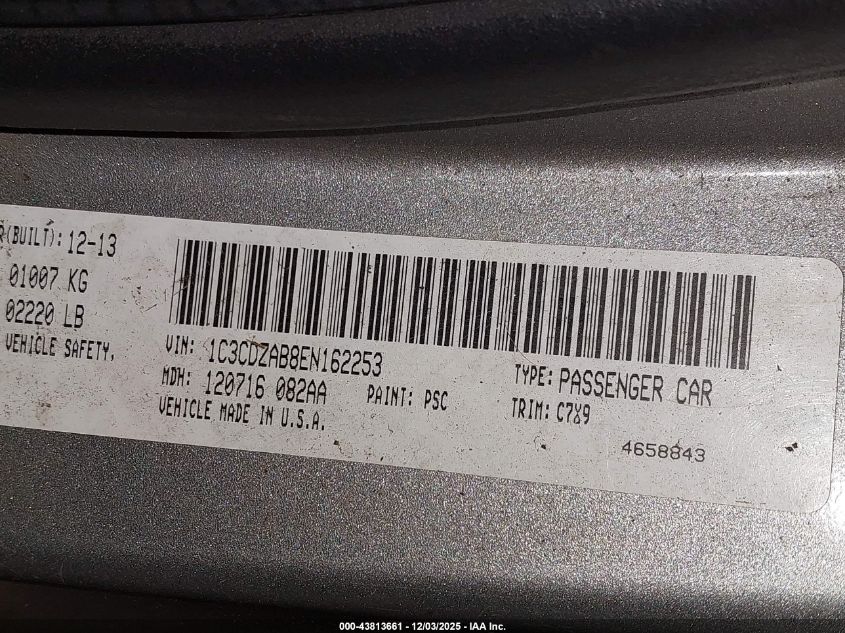 R(BUILT): 12-13
01007 KG
02220 LB
VEHICLE SAFETY,
VIN: 1C3CDZAB8EN162253
TYPE: PASSENGER CAR
MDH: 120716 082AA
PAINT: PSC
TRIM: C7X9
VEHICLE MADE IN U.S.A.
4658843
000-43813661 - 12/03/2025 - IAA Inc.